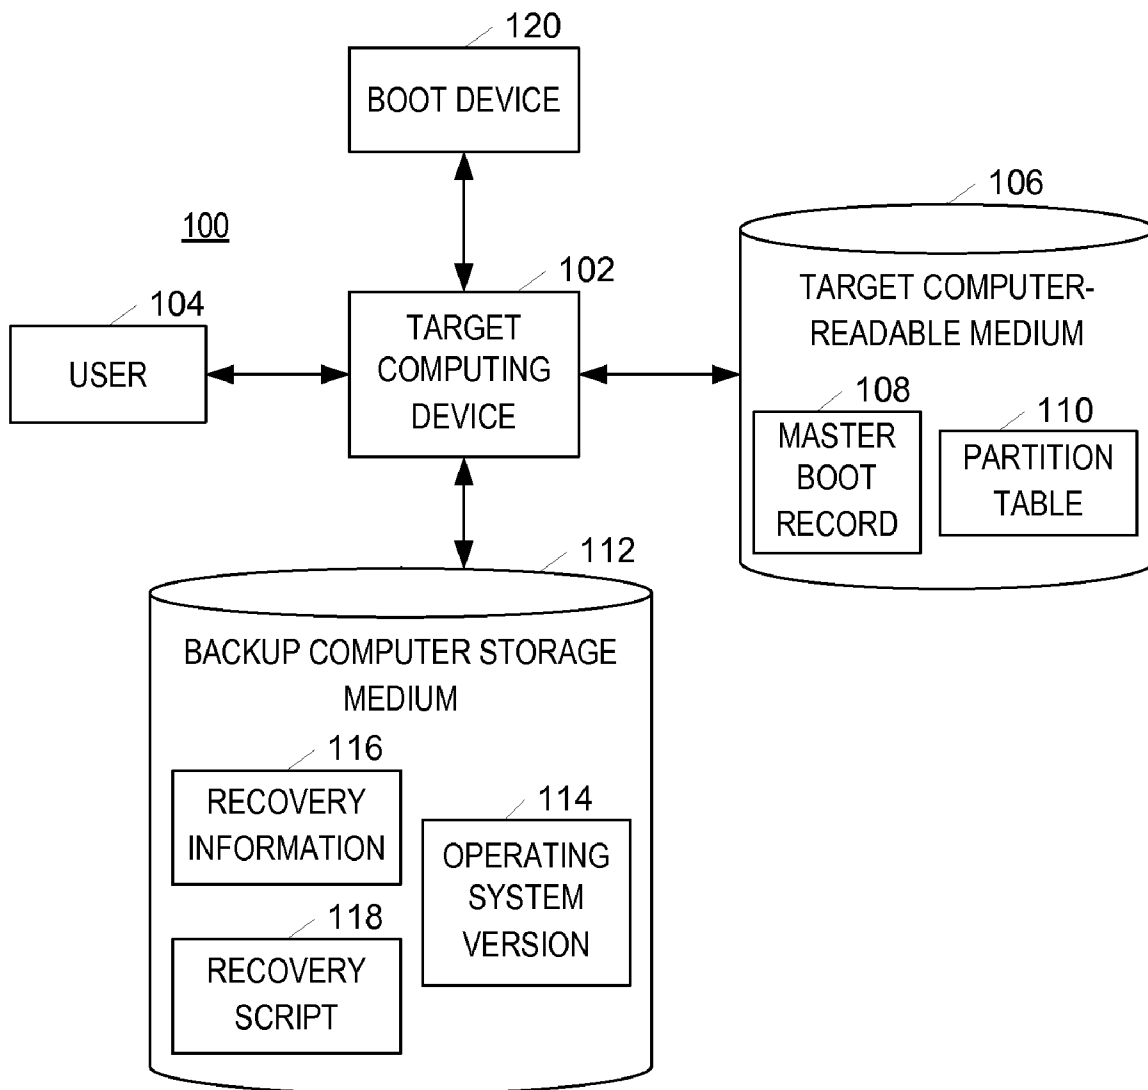 120
BOOT DEVICE
106
100
102
TARGET COMPUTER-
READABLE MEDIUM
104
TARGET
COMPUTING
DEVICE
USER
108
MASTER
BOOT
RECORD
110
PARTITION
TABLE
112
BACKUP COMPUTER STORAGE
MEDIUM
116
RECOVERY
INFORMATION
114
OPERATING
SYSTEM
VERSION
118
RECOVERY
SCRIPT